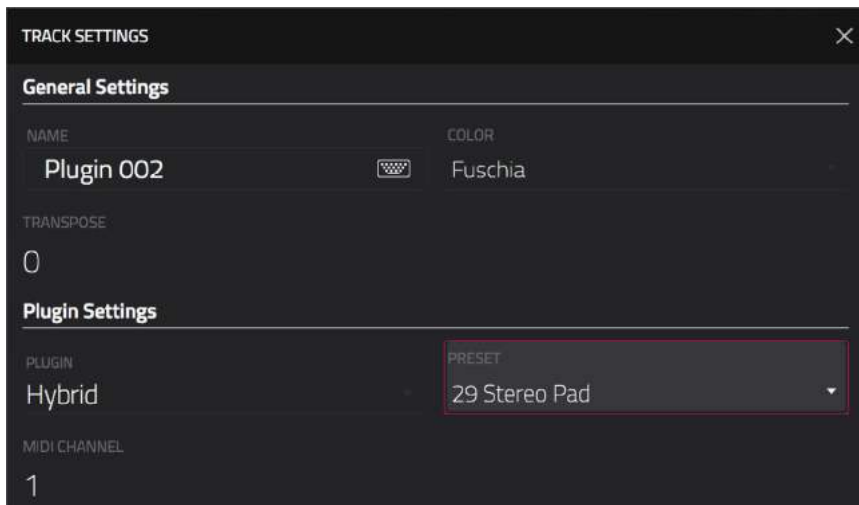 TRACK SETTINGS
General Settings
NAME
COLOR
Plugin 002
Fuschia
TRANSPOSE
0
Plugin Settings
PLUGIN
PRESET
Hybrid
29 Stereo Pad
MIDI CHANNEL
1